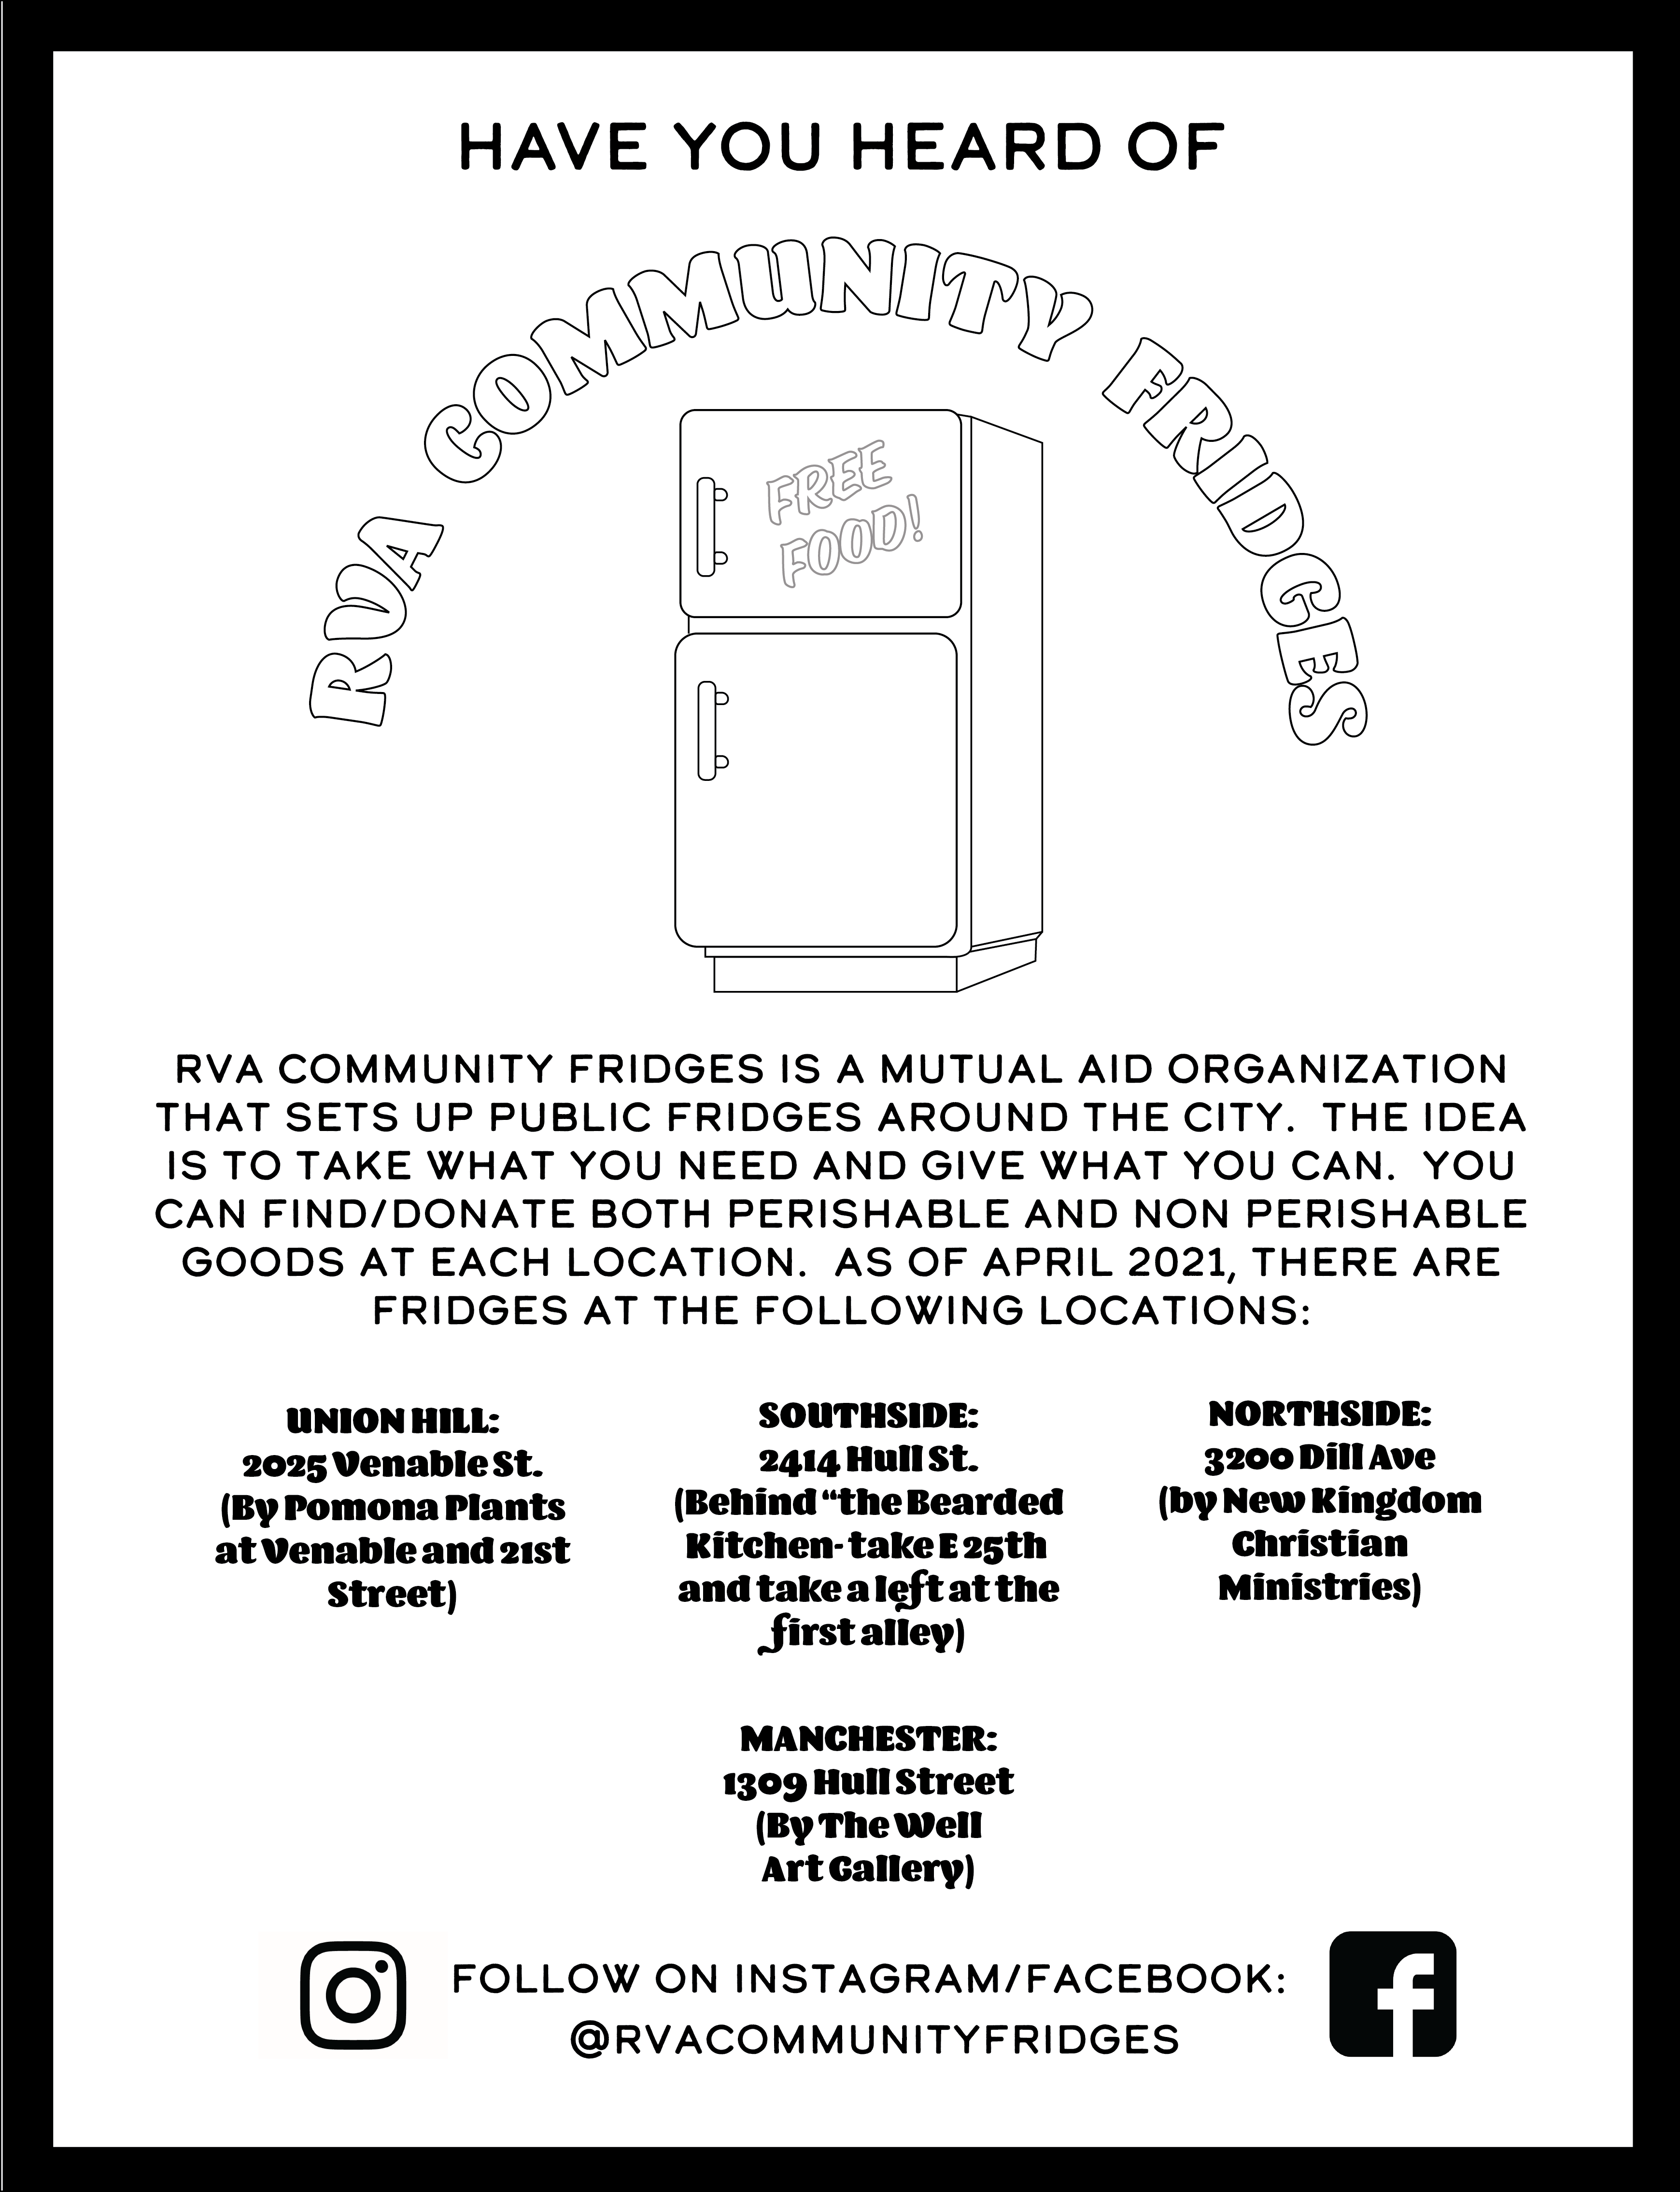 HAVE YOU HEARD OF
RVA COMMUNITY FRIDGES
FREE
FOOD!
RVA COMMUNITY FRIDGES IS A MUTUAL AID ORGANIZATION
THAT SETS UP PUBLIC FRIDGES AROUND THE CITY. THE IDEA
IS TO TAKE WHAT YOU NEED AND GIVE WHAT YOU CAN. YOU
CAN FIND/DONATE BOTH PERISHABLE AND NON PERISHABLE
GOODS AT EACH LOCATION. AS OF APRIL 2021, THERE ARE
FRIDGES AT THE FOLLOWING LOCATIONS:
UNION HILL:
2025 Venable St.
(By Pomona Plants
at Venable and 21st
Street)
SOUTHSIDE:
2414 Hull St.
(Behind “the Bearded
Kitchen- take E 25th
and take a left at the
first alley)
NORTHSIDE:
3200 Dill Ave
(by New Kingdom
Christian
Ministries)
MANCHESTER:
1309 Hull Street
(By The Well
Art Gallery)
FOLLOW ON INSTAGRAM/FACEBOOK:
@RVACOMMUNITYFRIDGES